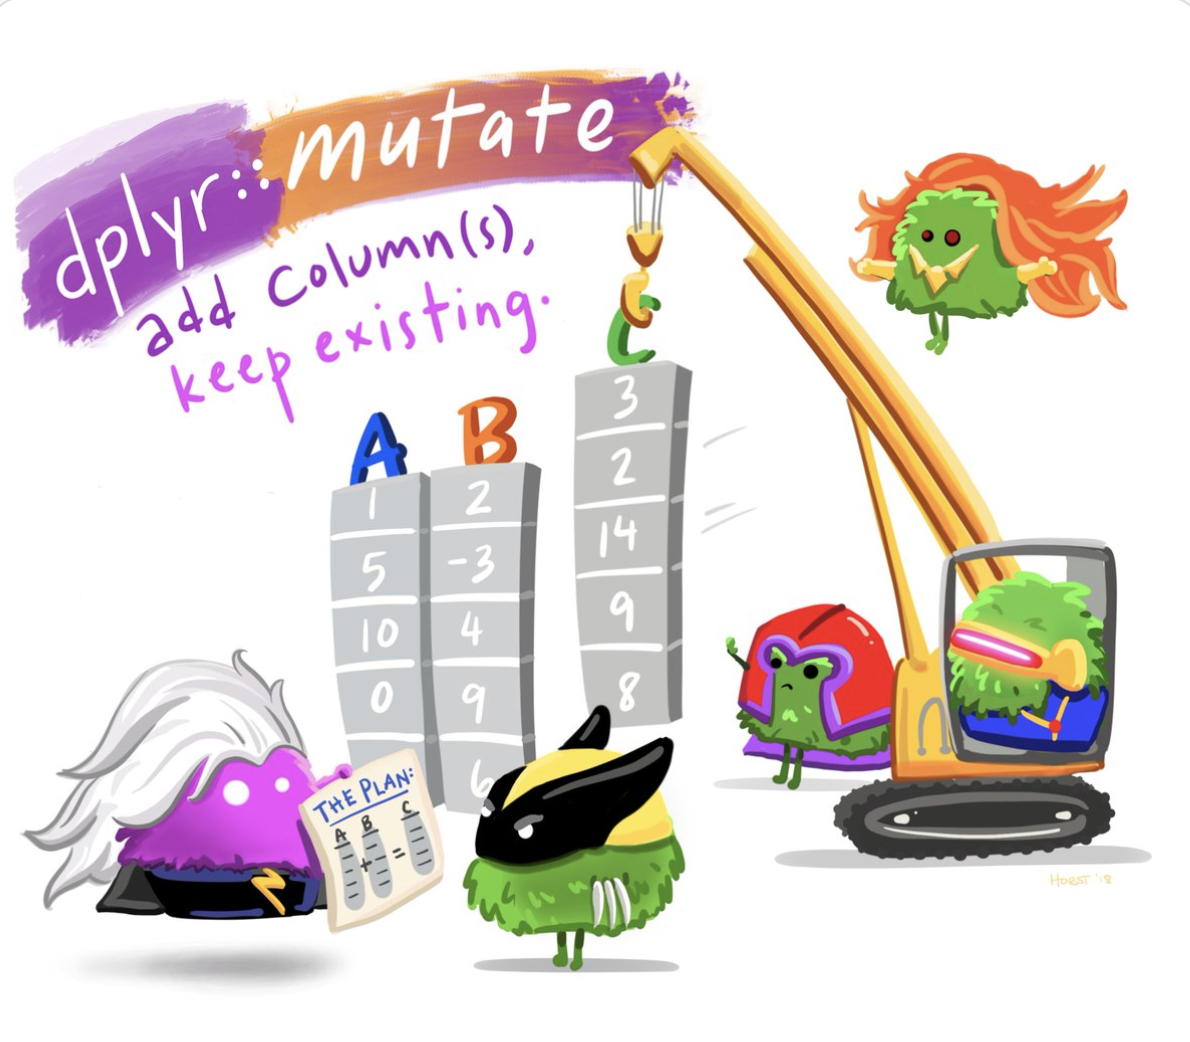 dplyr::mutate
add column(s),
keep existing.
A B C
1 2 3
5 -3 2
10 4 14
0 9 9
6 8
THE PLAN:
A B C
+ =
HORST '18